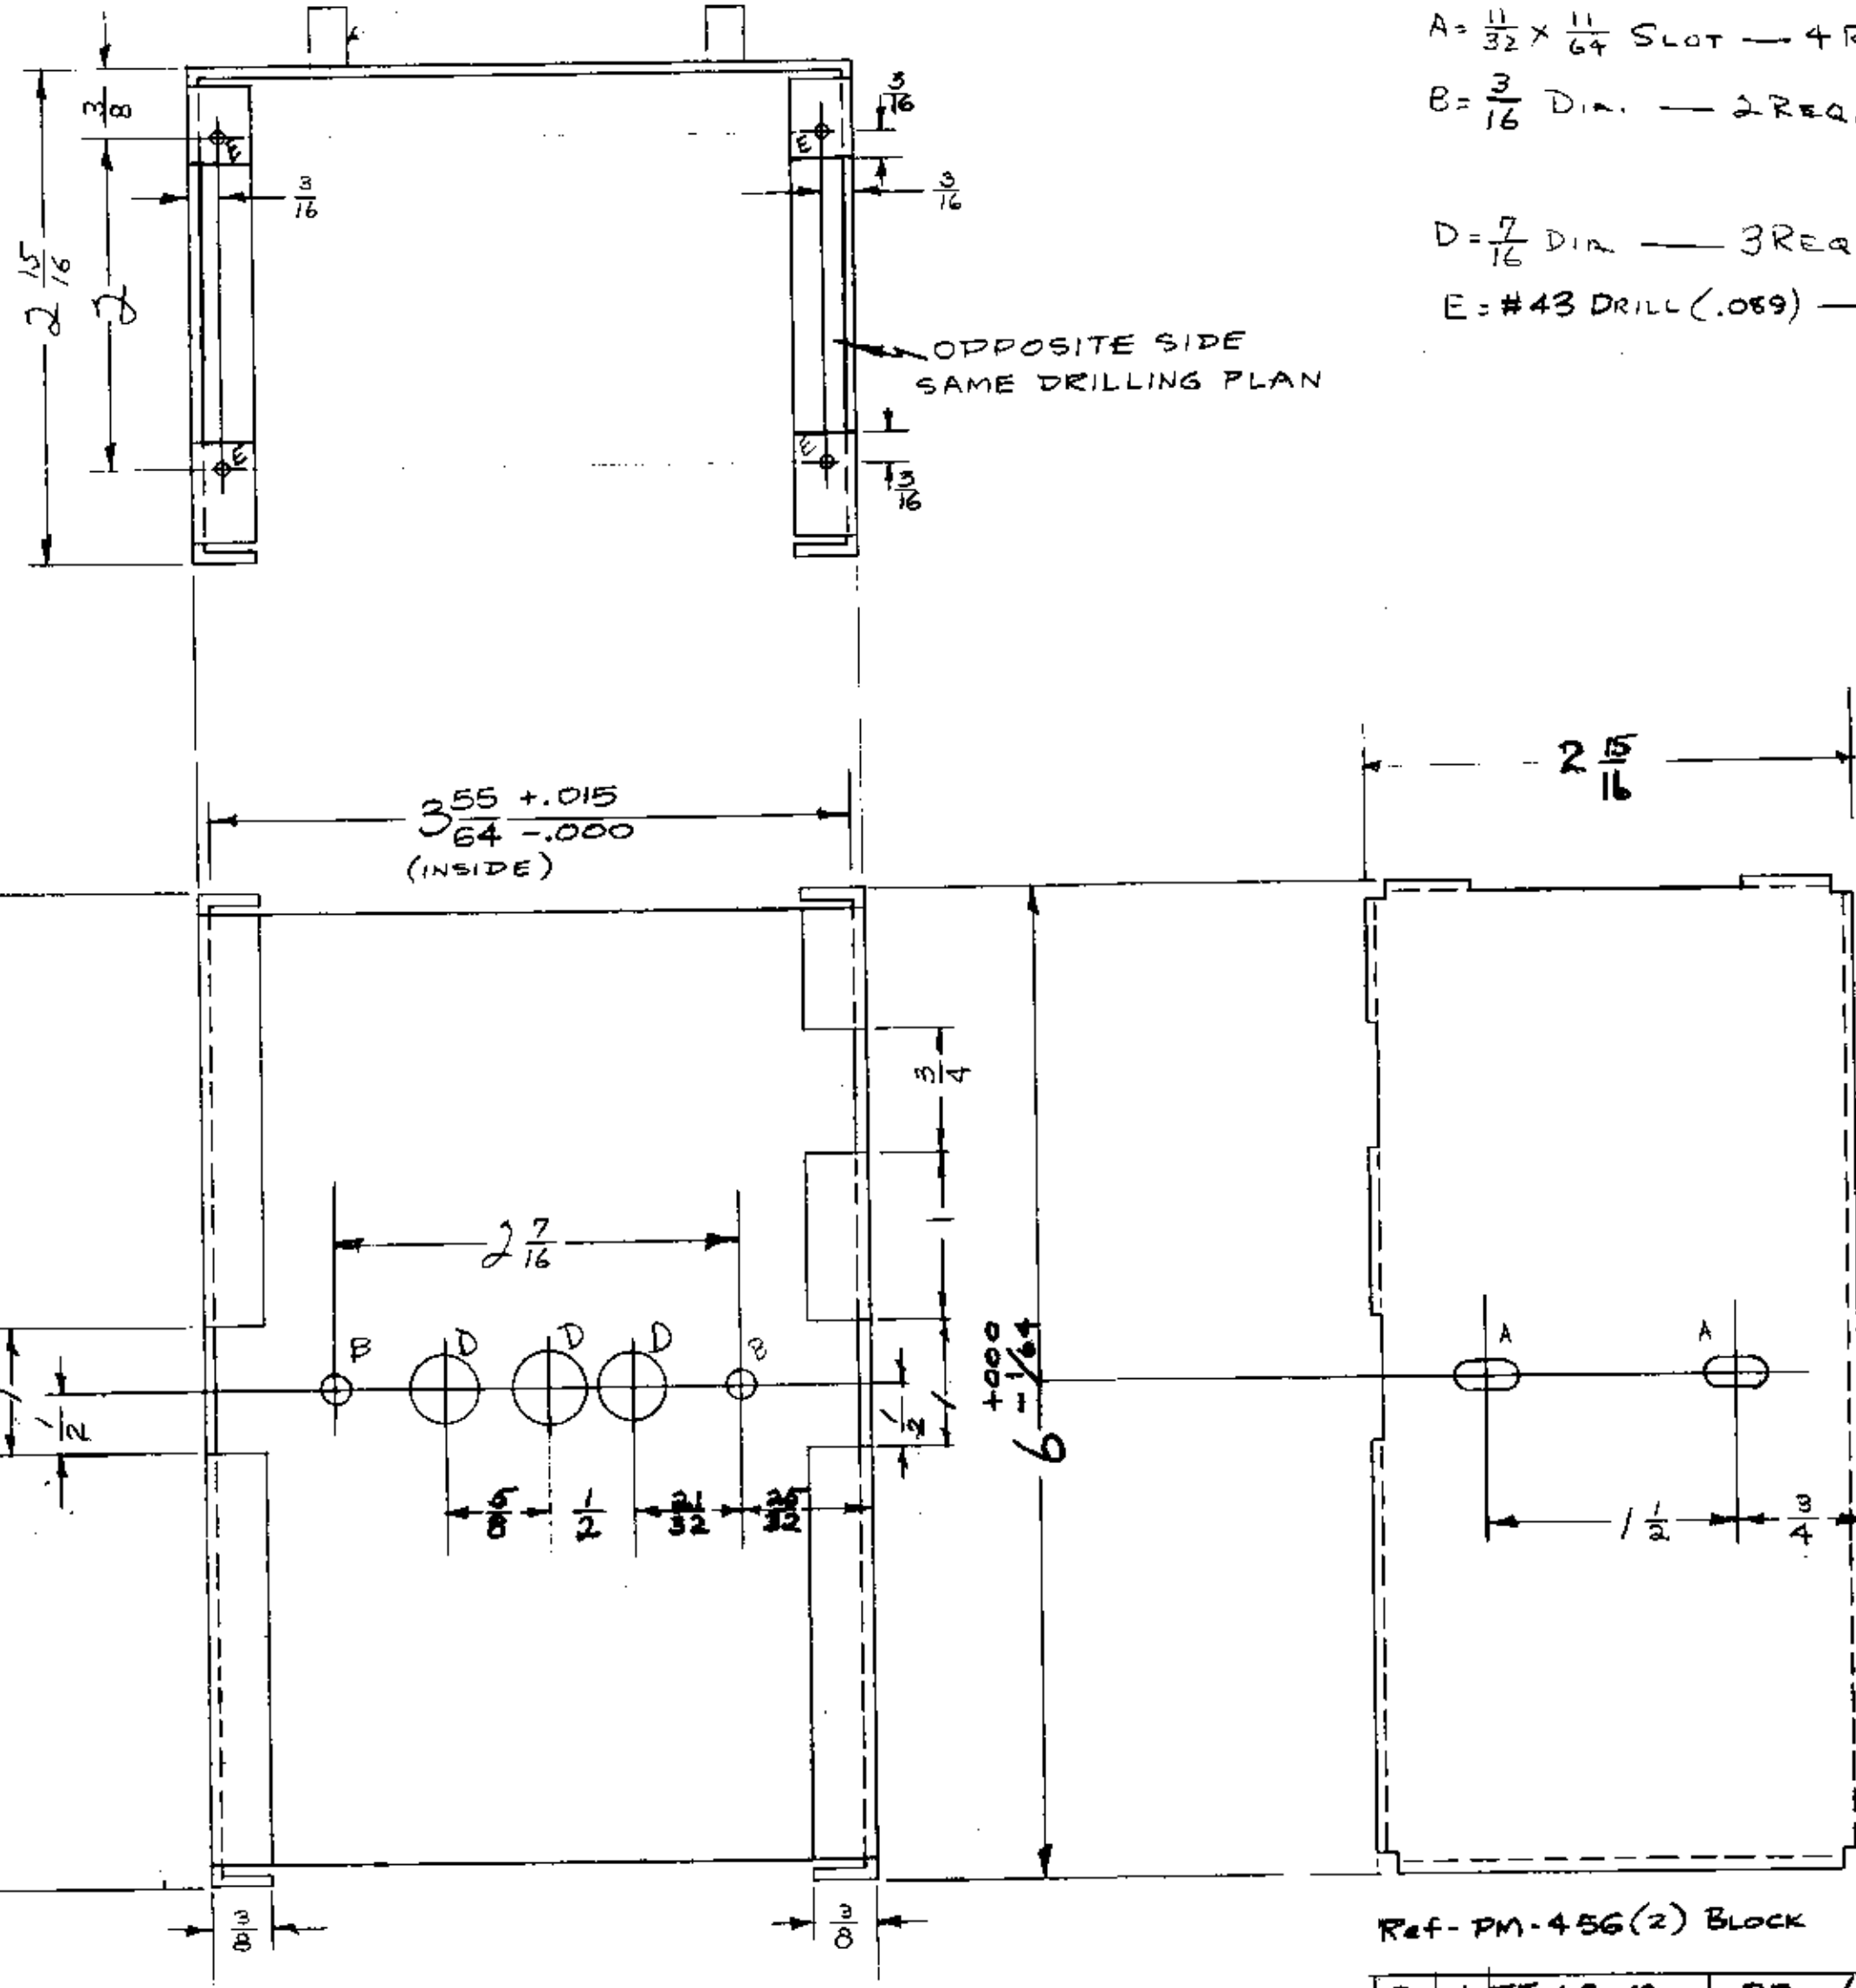 A = 11/32 X 11/64 SLOT — 4 R
B = 3/16 DIA. — 2 REQ.
D = 7/16 DIA — 3 REQ
E = #43 DRILL (.089) —
3/8
3/16
E
E
3/16
3/16
2 15/16
2
OPPOSITE SIDE
SAME DRILLING PLAN
E
E
3/16
2 15/16
3 55/64 +.015 -.000
(INSIDE)
3/4
1
2 7/16
B D D D B
A A
1
1/2
1/2
1
6 +.000 -1/64
5/8 1/2 21/32 25/32
1 1/2 3/4
3/8 3/8
Ref- PM-456(2) BLOCK